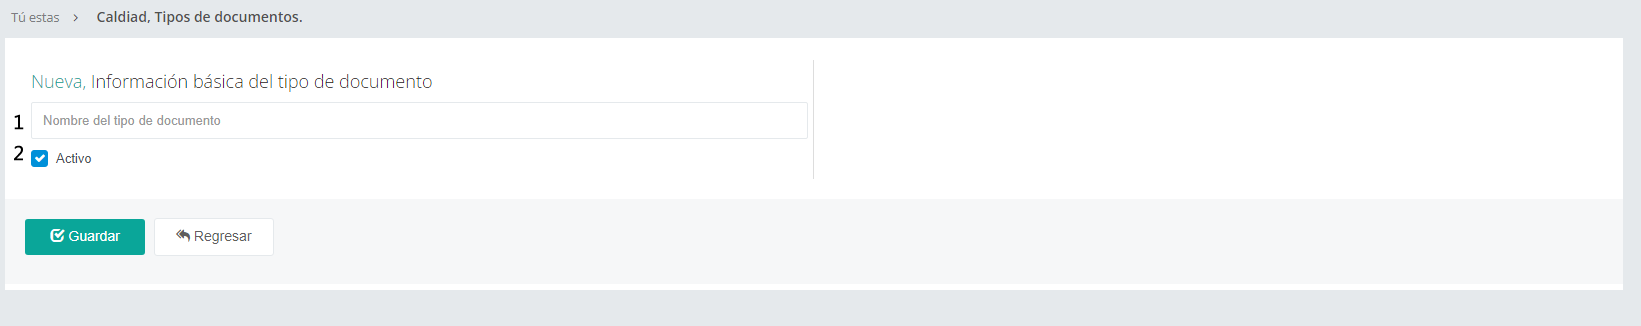 Tú estas > Caldiad, Tipos de documentos.
Nueva, Información básica del tipo de documento
1 Nombre del tipo de documento
2 Activo
Guardar Regresar